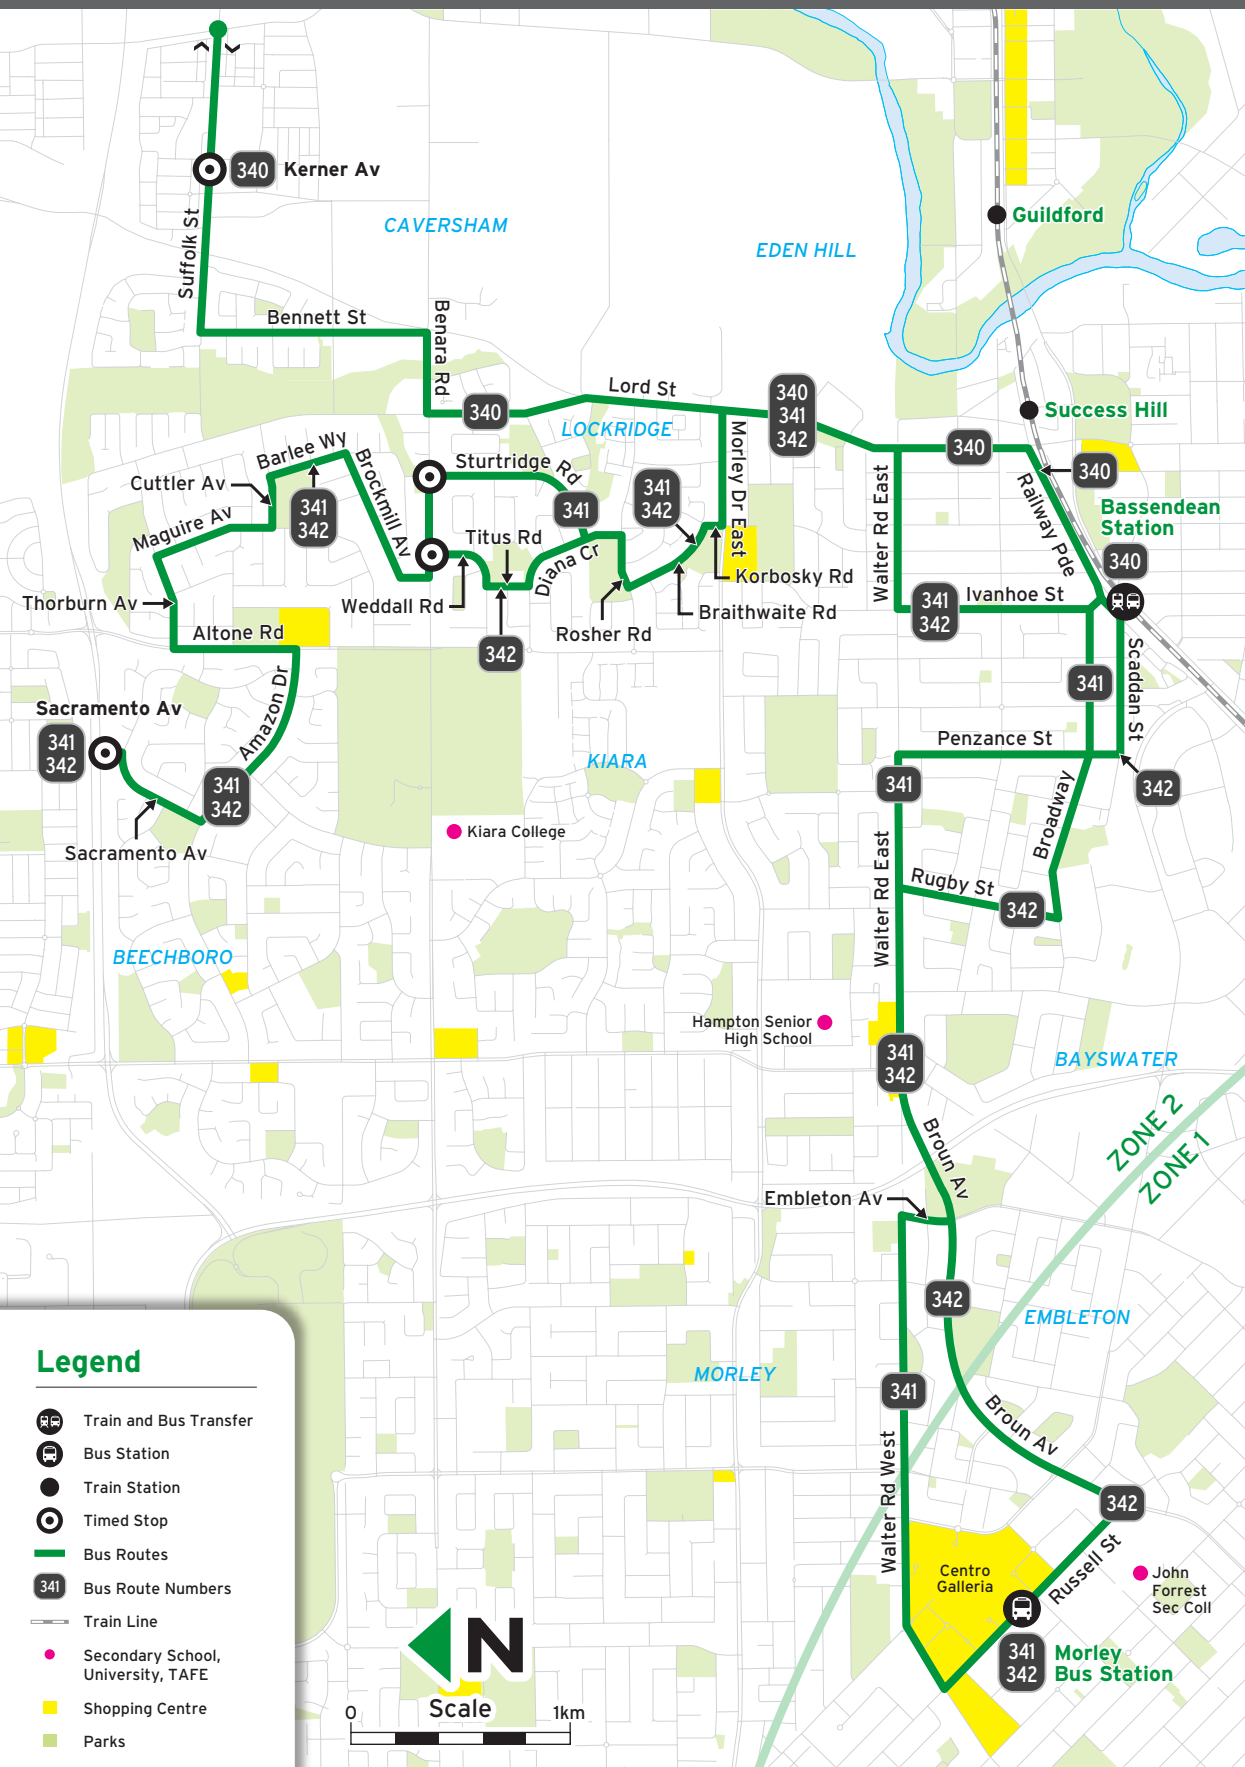 340
Kerner Av
Suffolk St
CAVERSHAM
EDEN HILL
Guildford
Bennett St
Benara Rd
340
Lord St
340
341
342
LOCKRIDGE
Success Hill
340
340
Barlee Wy
Brockmill Av
Sturtridge Rd
Morley Dr East
Walter Rd East
Railway Pde
Bassendean
Station
340
Cuttler Av
341
342
Maguire Av
341
341
342
Titus Rd
Diana Cr
Korbosky Rd
Thorburn Av
Weddall Rd
Rosher Rd
Braithwaite Rd
341
342
Ivanhoe St
Altone Rd
342
341
Scaddan St
Sacramento Av
341
342
Amazon Dr
341
342
Sacramento Av
KIARA
Penzance St
341
342
Kiara College
Broadway
Walter Rd East
Rugby St
342
BEECHBORO
Hampton Senior
High School
341
342
BAYSWATER
ZONE 2
ZONE 1
Broun Av
Embleton Av
342
EMBLETON
MORLEY
341
Broun Av
Walter Rd West
342
Centro
Galleria
Russell St
John
Forrest
Sec Coll
341
342
Morley
Bus Station
Legend
Train and Bus Transfer
Bus Station
Train Station
Timed Stop
Bus Routes
341
Bus Route Numbers
Train Line
Secondary School,
University, TAFE
Shopping Centre
Parks
N
Scale
0
1km